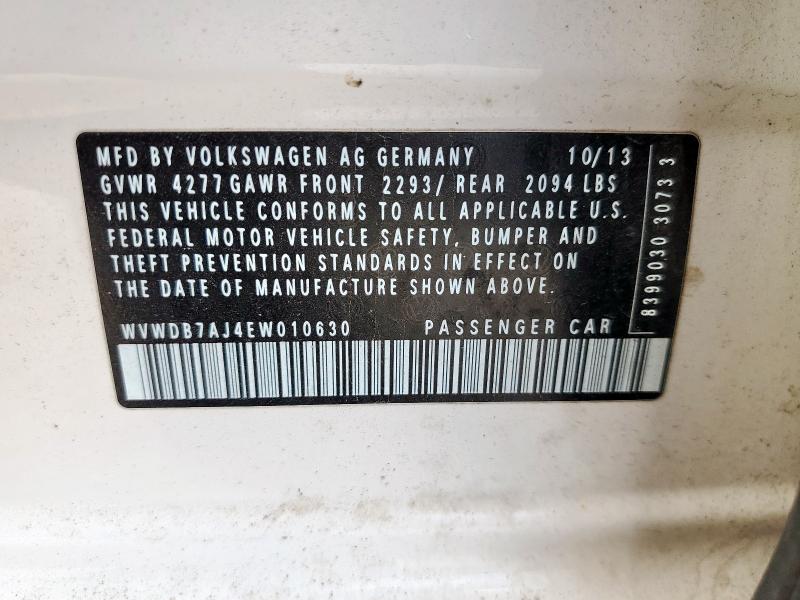 MFD BY VOLKSWAGEN AG GERMANY 10/13
GVWR 4277 GAWR FRONT 2293/ REAR 2094 LBS
THIS VEHICLE CONFORMS TO ALL APPLICABLE U.S.
FEDERAL MOTOR VEHICLE SAFETY, BUMPER AND
THEFT PREVENTION STANDARDS IN EFFECT ON
THE DATE OF MANUFACTURE SHOWN ABOVE.
WVWDB7AJ4EW010630 PASSENGER CAR
8399030 3073 3